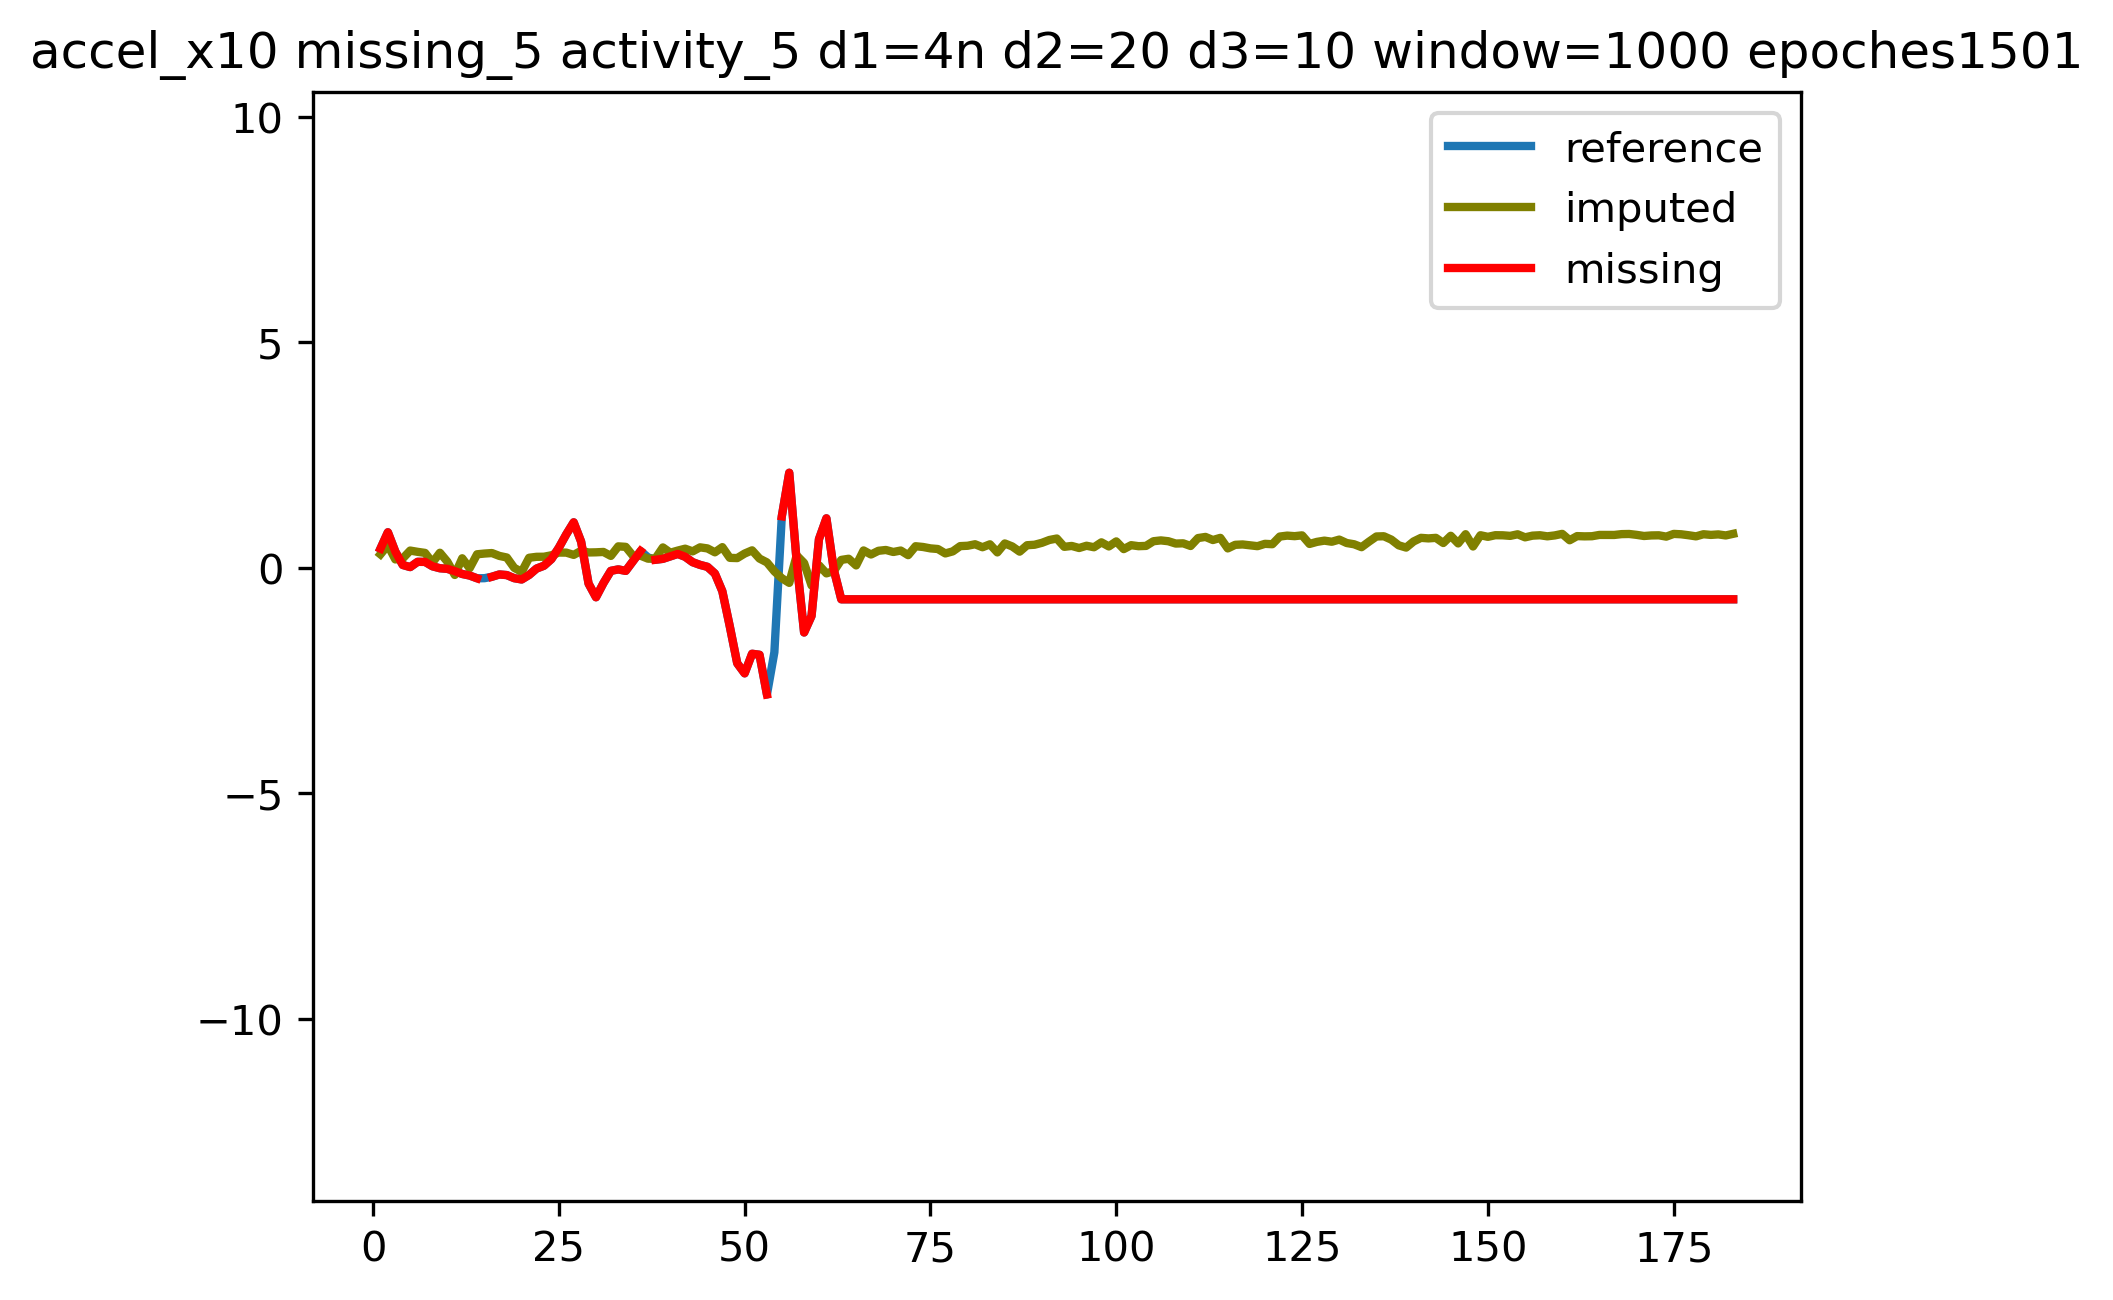 accel_x10 missing_5 activity_5 d1=4n d2=20 d3=10 window=1000 epoches1501
reference
imputed
missing
10
5
0
−5
−10
0 25 50 75 100 125 150 175